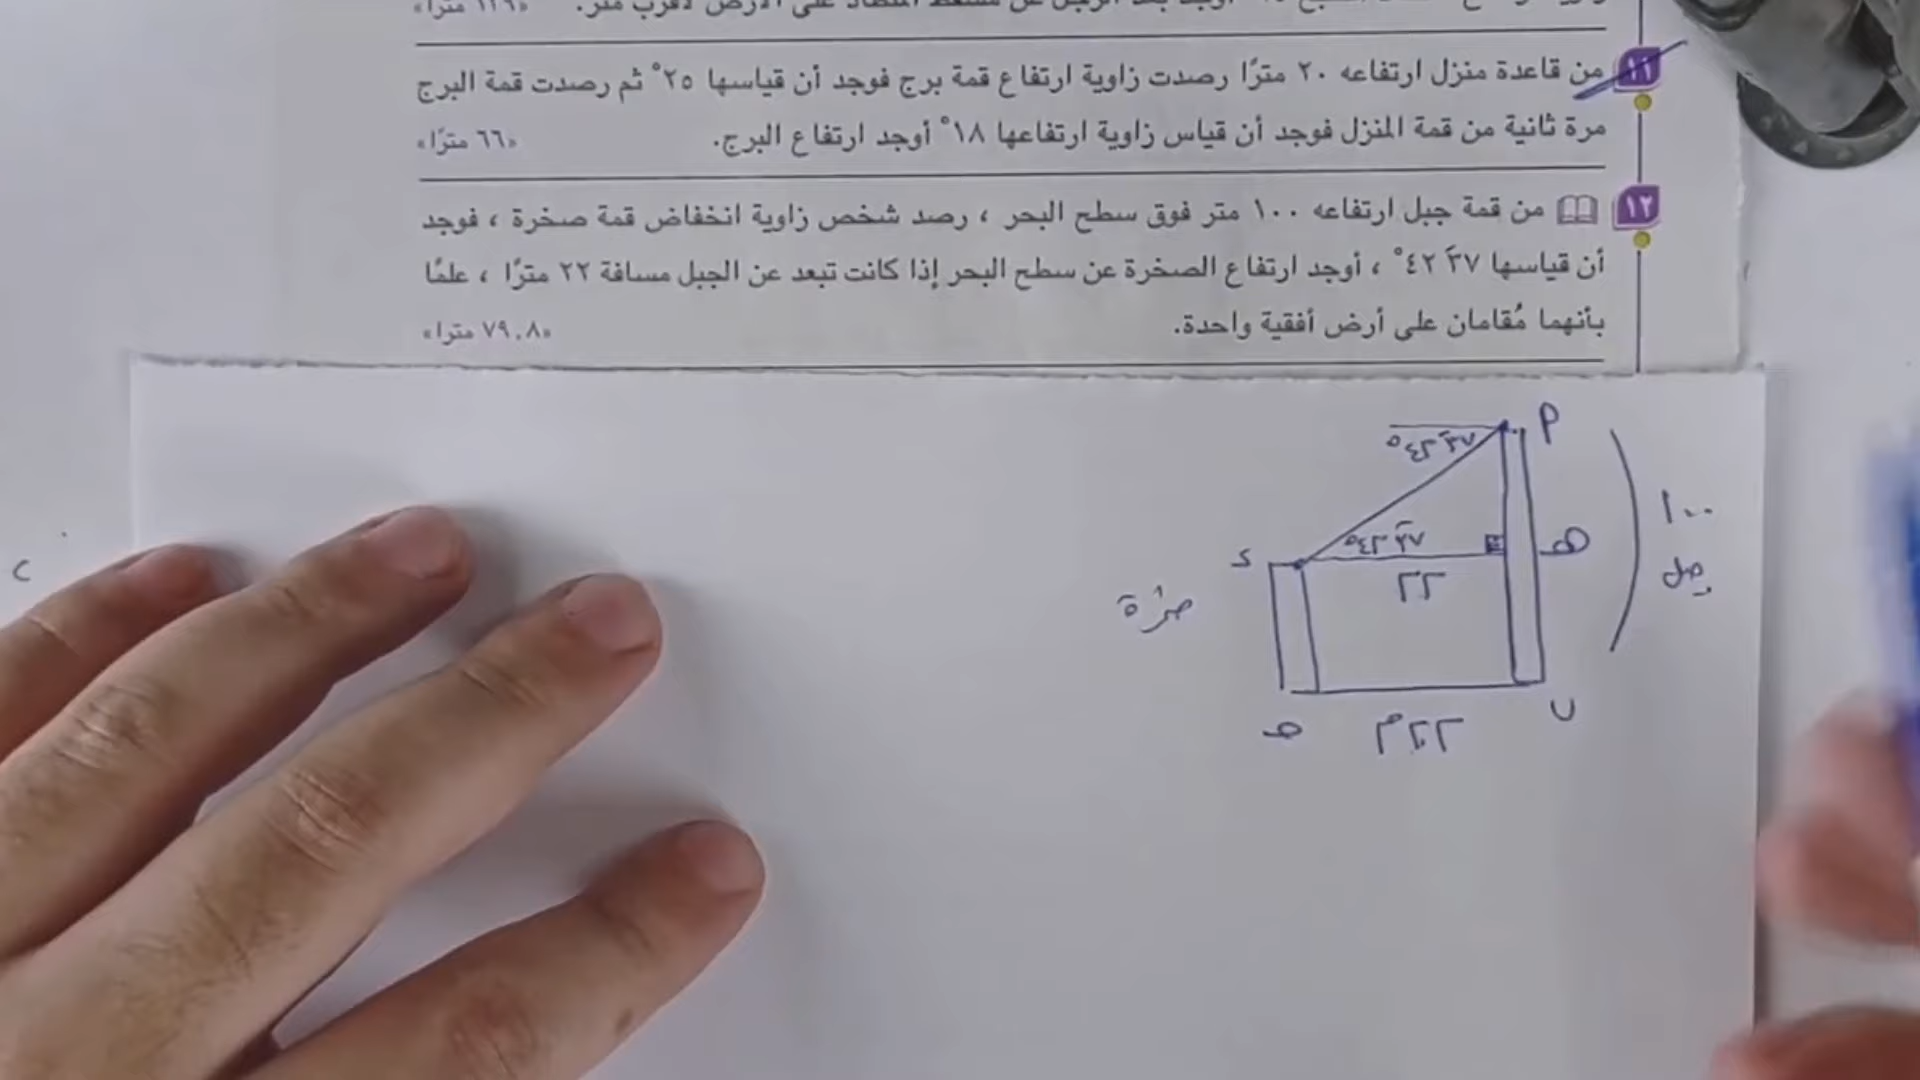 ١١ من قاعدة منزل ارتفاعه ٢٠ مترًا رصدت زاوية ارتفاع قمة برج فوجد أن قياسها ٢٥° ثم رصدت قمة البرج
مرة ثانية من قمة المنزل فوجد أن قياس زاوية ارتفاعها ١٨° أوجد ارتفاع البرج. «٦٦ مترًا»
١٢ من قمة جبل ارتفاعه ١٠٠ متر فوق سطح البحر ، رصد شخص زاوية انخفاض قمة صخرة ، فوجد
أن قياسها ٣٧َ ٤٢° ، أوجد ارتفاع الصخرة عن سطح البحر إذا كانت تبعد عن الجبل مسافة ٢٢ مترًا ، علمًا
بأنهما مُقامان على أرض أفقية واحدة. «٧٩,٨ مترا»
٣٧َ ٤٢°
١٠٠
٣٧َ ٤٢°
هـ
٢٢
صخرة
ب
٢٢م